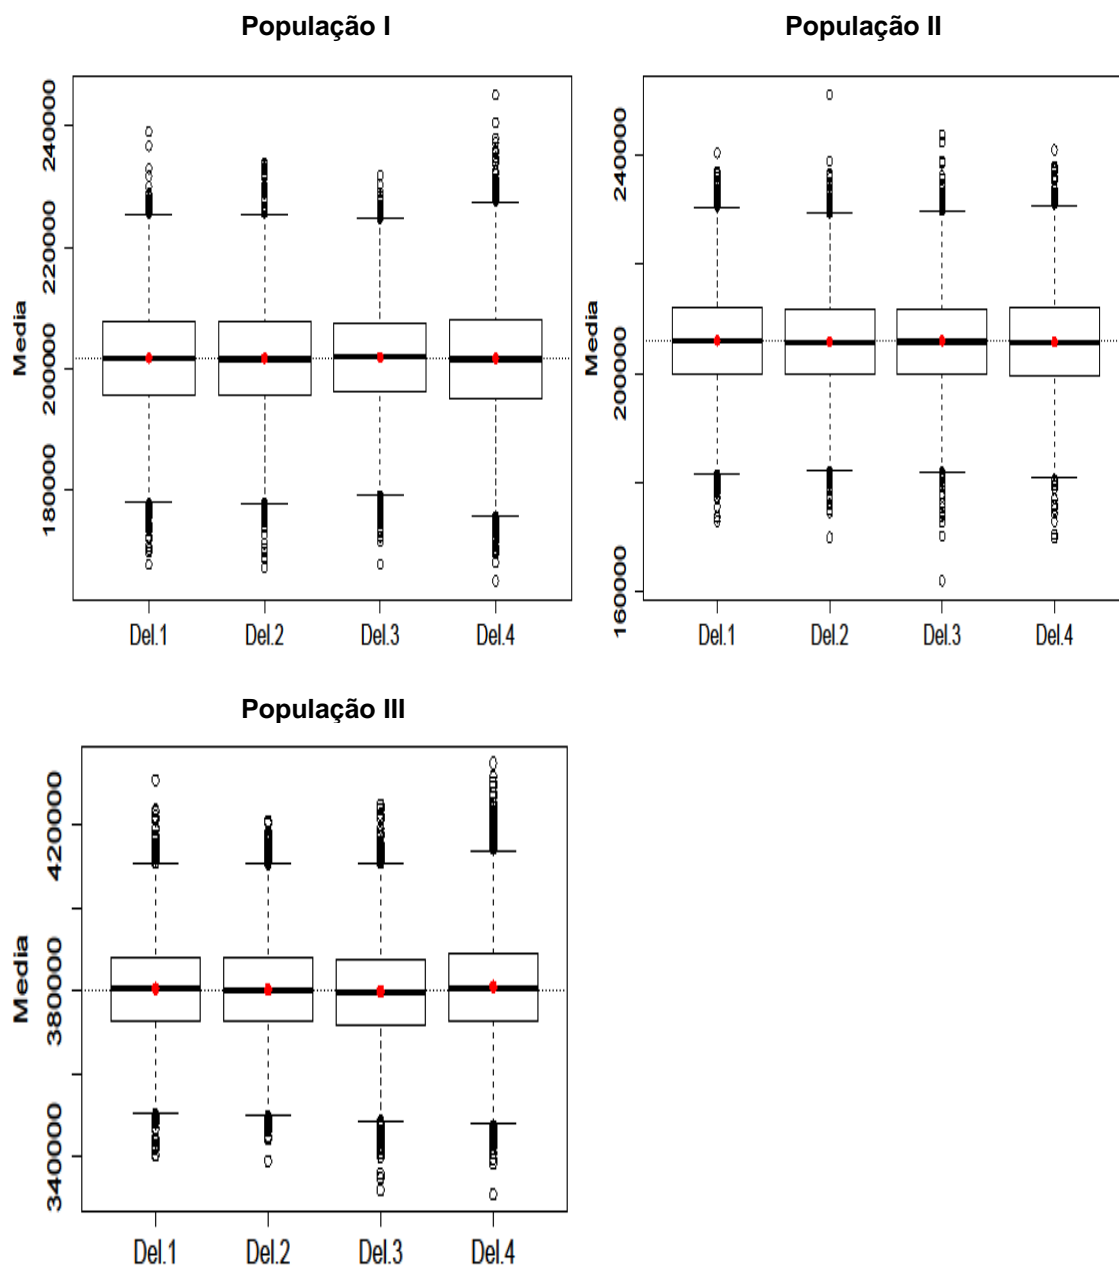 População I
População II
Media
240000
220000
200000
180000
Del.1 Del.2 Del.3 Del.4
Media
240000
200000
160000
Del.1 Del.2 Del.3 Del.4
População III
Media
420000
380000
340000
Del.1 Del.2 Del.3 Del.4